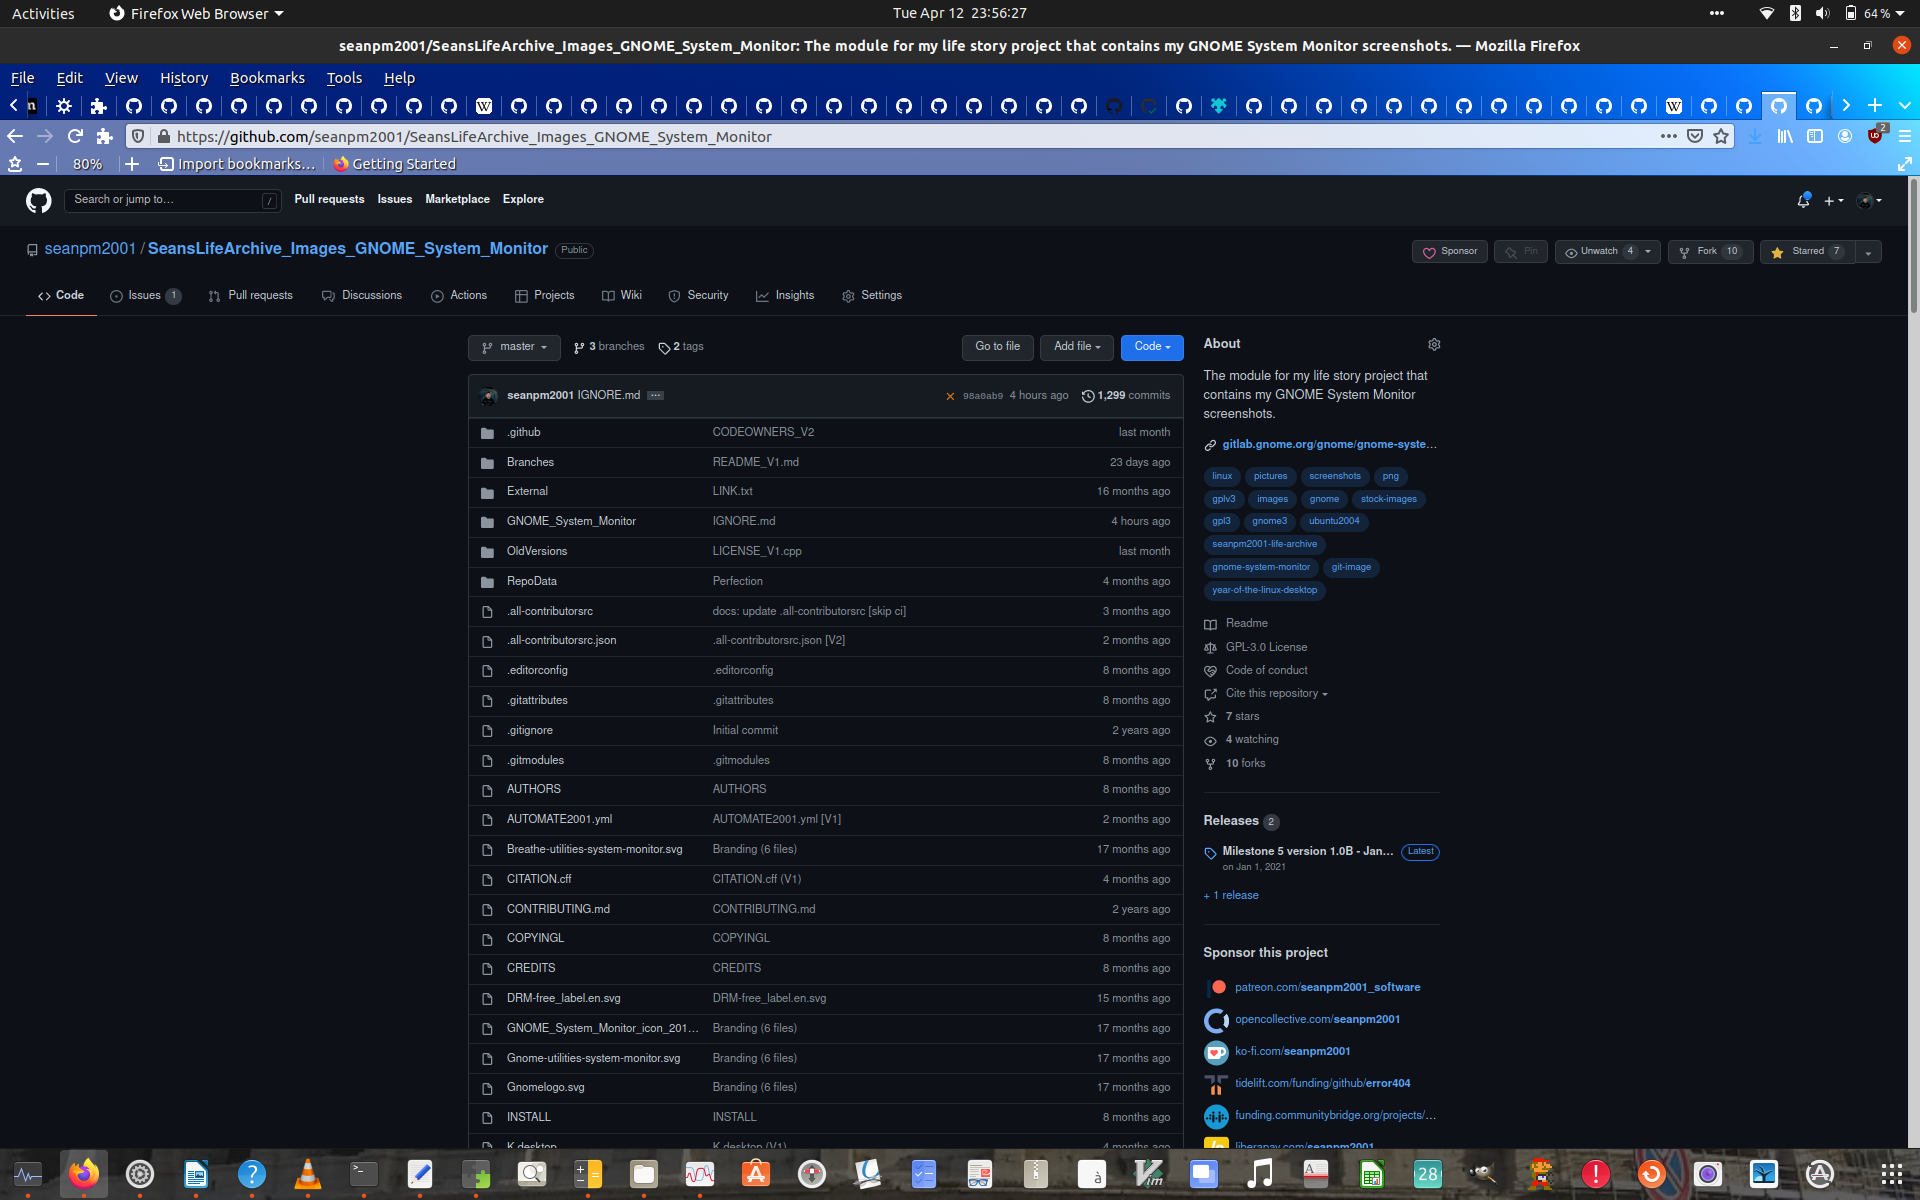 Activities
Firefox Web Browser
Tue Apr 12  23:56:27
64 %
seanpm2001/SeansLifeArchive_Images_GNOME_System_Monitor: The module for my life story project that contains my GNOME System Monitor screenshots. — Mozilla Firefox
File Edit View History Bookmarks Tools Help
https://github.com/seanpm2001/SeansLifeArchive_Images_GNOME_System_Monitor
2
80%
Import bookmarks...
Getting Started
Search or jump to... /
Pull requests Issues Marketplace Explore
seanpm2001 / SeansLifeArchive_Images_GNOME_System_Monitor Public
Sponsor Pin Unwatch 4 Fork 10 Starred 7
Code Issues 1 Pull requests Discussions Actions Projects Wiki Security Insights Settings
master 3 branches 2 tags
Go to file Add file Code
seanpm2001 IGNORE.md ... 98a0ab9 4 hours ago 1,299 commits
.github CODEOWNERS_V2 last month
Branches README_V1.md 23 days ago
External LINK.txt 16 months ago
GNOME_System_Monitor IGNORE.md 4 hours ago
OldVersions LICENSE_V1.cpp last month
RepoData Perfection 4 months ago
.all-contributorsrc docs: update .all-contributorsrc [skip ci] 3 months ago
.all-contributorsrc.json .all-contributorsrc.json [V2] 2 months ago
.editorconfig .editorconfig 8 months ago
.gitattributes .gitattributes 8 months ago
.gitignore Initial commit 2 years ago
.gitmodules .gitmodules 8 months ago
AUTHORS AUTHORS 8 months ago
AUTOMATE2001.yml AUTOMATE2001.yml [V1] 2 months ago
Breathe-utilities-system-monitor.svg Branding (6 files) 17 months ago
CITATION.cff CITATION.cff (V1) 4 months ago
CONTRIBUTING.md CONTRIBUTING.md 2 years ago
COPYINGL COPYINGL 8 months ago
CREDITS CREDITS 8 months ago
DRM-free_label.en.svg DRM-free_label.en.svg 15 months ago
GNOME_System_Monitor_icon_201... Branding (6 files) 17 months ago
Gnome-utilities-system-monitor.svg Branding (6 files) 17 months ago
Gnomelogo.svg Branding (6 files) 17 months ago
INSTALL INSTALL 8 months ago
K.desktop K.desktop (V1) 4 months ago
About
The module for my life story project that
contains my GNOME System Monitor
screenshots.
gitlab.gnome.org/gnome/gnome-syste...
linux pictures screenshots png
gplv3 images gnome stock-images
gpl3 gnome3 ubuntu2004
seanpm2001-life-archive
gnome-system-monitor git-image
year-of-the-linux-desktop
Readme
GPL-3.0 License
Code of conduct
Cite this repository
7 stars
4 watching
10 forks
Releases 2
Milestone 5 version 1.0B - Jan... Latest
on Jan 1, 2021
+ 1 release
Sponsor this project
patreon.com/seanpm2001_software
opencollective.com/seanpm2001
ko-fi.com/seanpm2001
tidelift.com/funding/github/error404
funding.communitybridge.org/projects/...
liberapay.com/seanpm2001
28